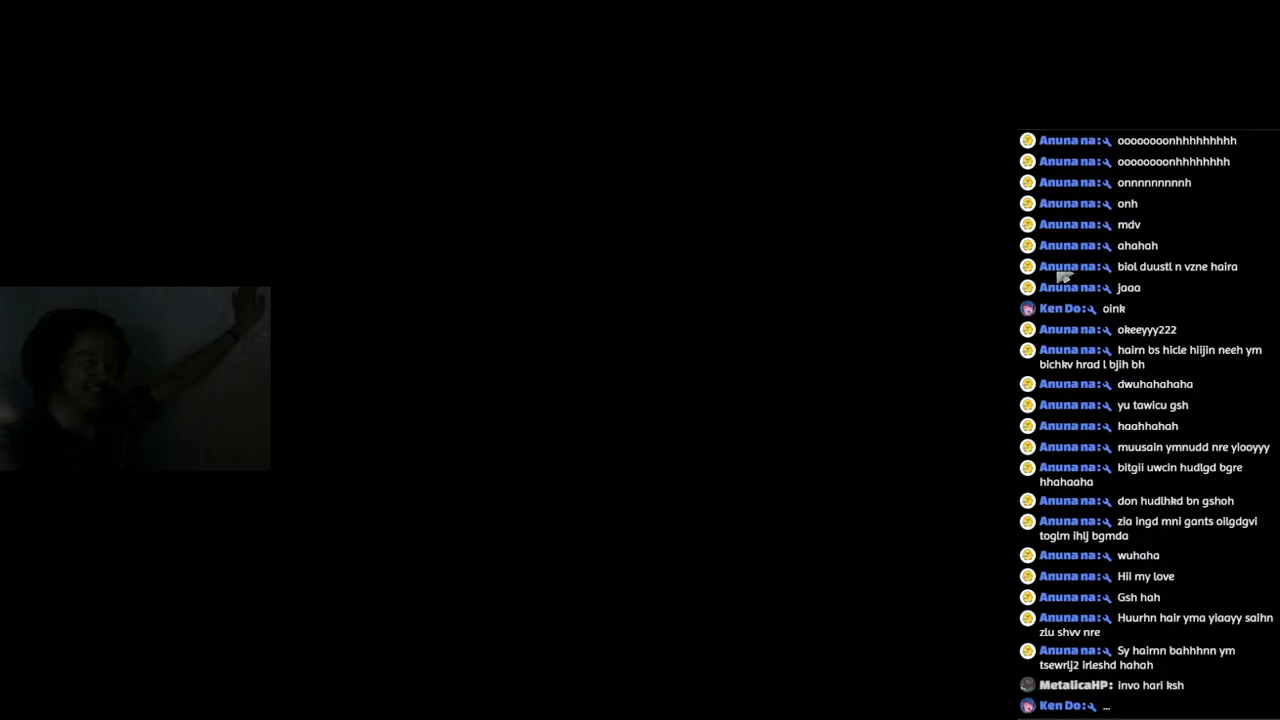 Anuna na: oooooooonhhhhhhhhh
Anuna na: oooooooonhhhhhhhh
Anuna na: onnnnnnnnnh
Anuna na: onh
Anuna na: mdv
Anuna na: ahahah
Anuna na: biol duustl n vzne haira
Anuna na: jaaa
Ken Do: oink
Anuna na: okeeyyy222
Anuna na: hairn bs hicle hiijin neeh ym
bichkv hrad l bjih bh
Anuna na: dwuhahahaha
Anuna na: yu tawicu gsh
Anuna na: haahhahah
Anuna na: muusain ymnudd nre ylooyyy
Anuna na: bitgii uwcin hudlgd bgre
hhahaaha
Anuna na: don hudlhkd bn gshoh
Anuna na: zia ingd mni gants oilgdgvi
toglm ihlj bgmda
Anuna na: wuhaha
Anuna na: Hii my love
Anuna na: Gsh hah
Anuna na: Huurhn hair yma yiaayy saihn
zlu shvv nre
Anuna na: Sy hairnn bahhhnn ym
tsewrlj2 irleshd hahah
MetalicaHP: invo hari ksh
Ken Do: ...